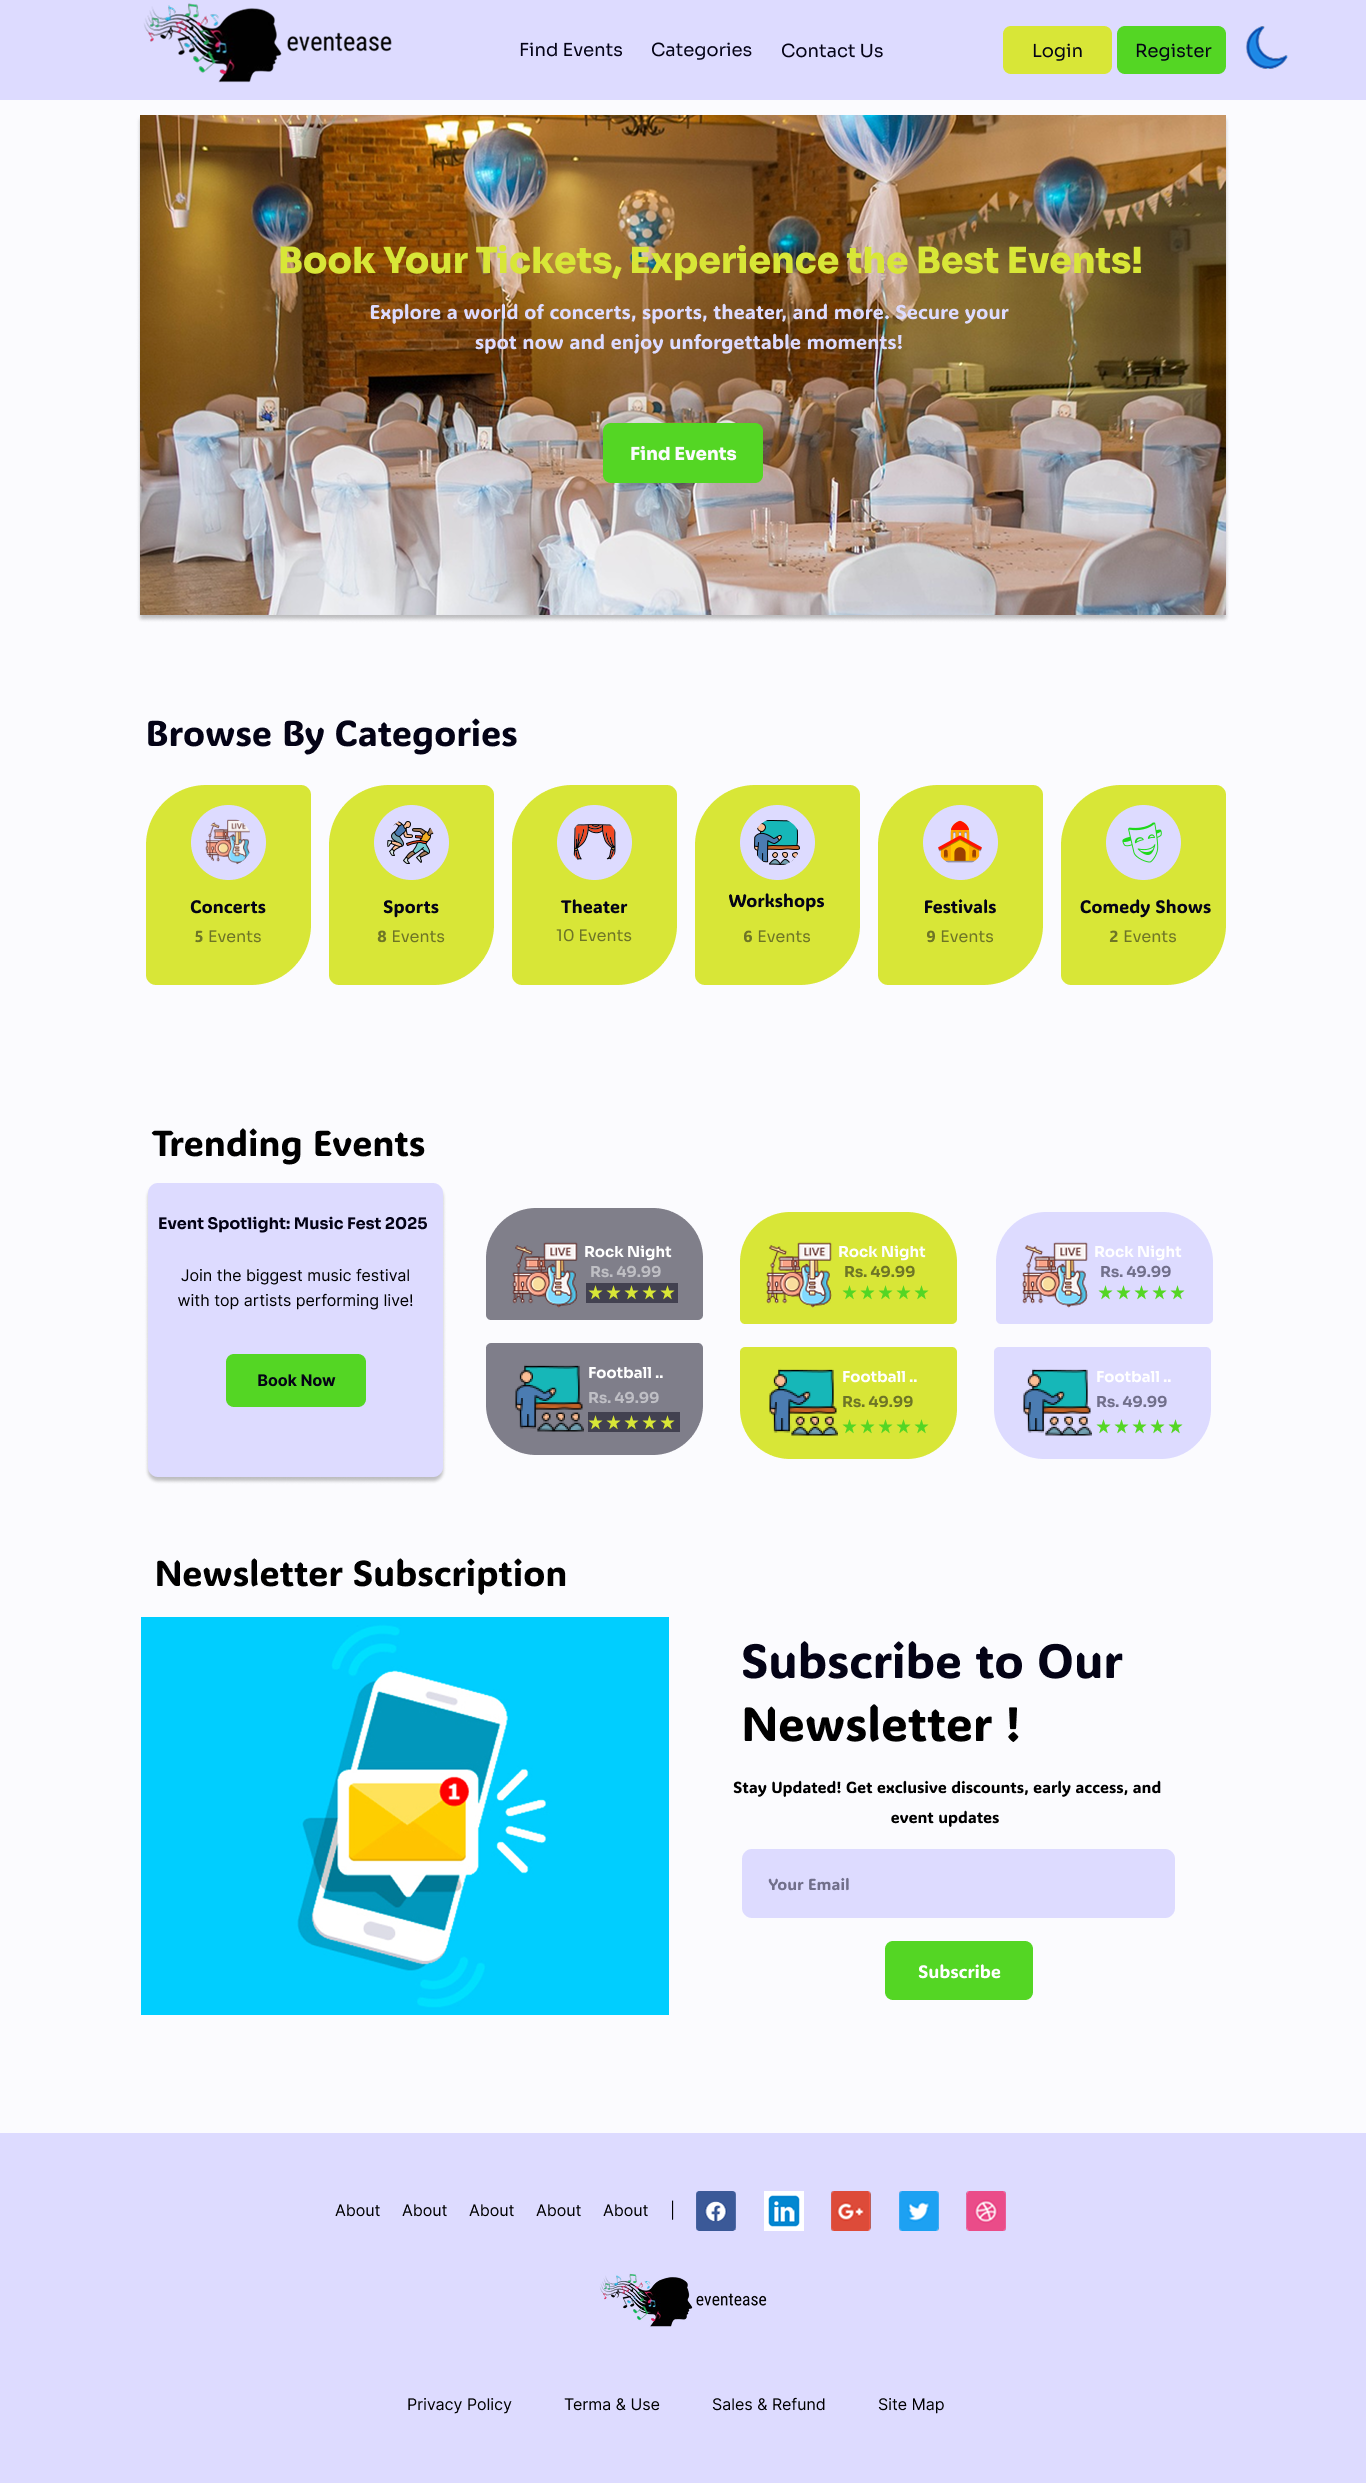 eventease
Find Events
Categories
Contact Us
Login
Register
Book Your Tickets, Experience the Best Events!
Explore a world of concerts, sports, theater, and more. Secure your
spot now and enjoy unforgettable moments!
Find Events
Browse By Categories
LIVE
Concerts
5 Events
Sports
8 Events
Theater
10 Events
Workshops
6 Events
Festivals
9 Events
Comedy Shows
2 Events
Trending Events
Event Spotlight: Music Fest 2025
Join the biggest music festival
with top artists performing live!
Book Now
LIVE
Rock Night
Rs. 49.99
LIVE
Rock Night
Rs. 49.99
LIVE
Rock Night
Rs. 49.99
Football ..
Rs. 49.99
Football ..
Rs. 49.99
Football ..
Rs. 49.99
Newsletter Subscription
1
Subscribe to Our
Newsletter !
Stay Updated! Get exclusive discounts, early access, and
event updates
Your Email
Subscribe
About About About About About |
in
G+
eventease
Privacy Policy
Terma & Use
Sales & Refund
Site Map